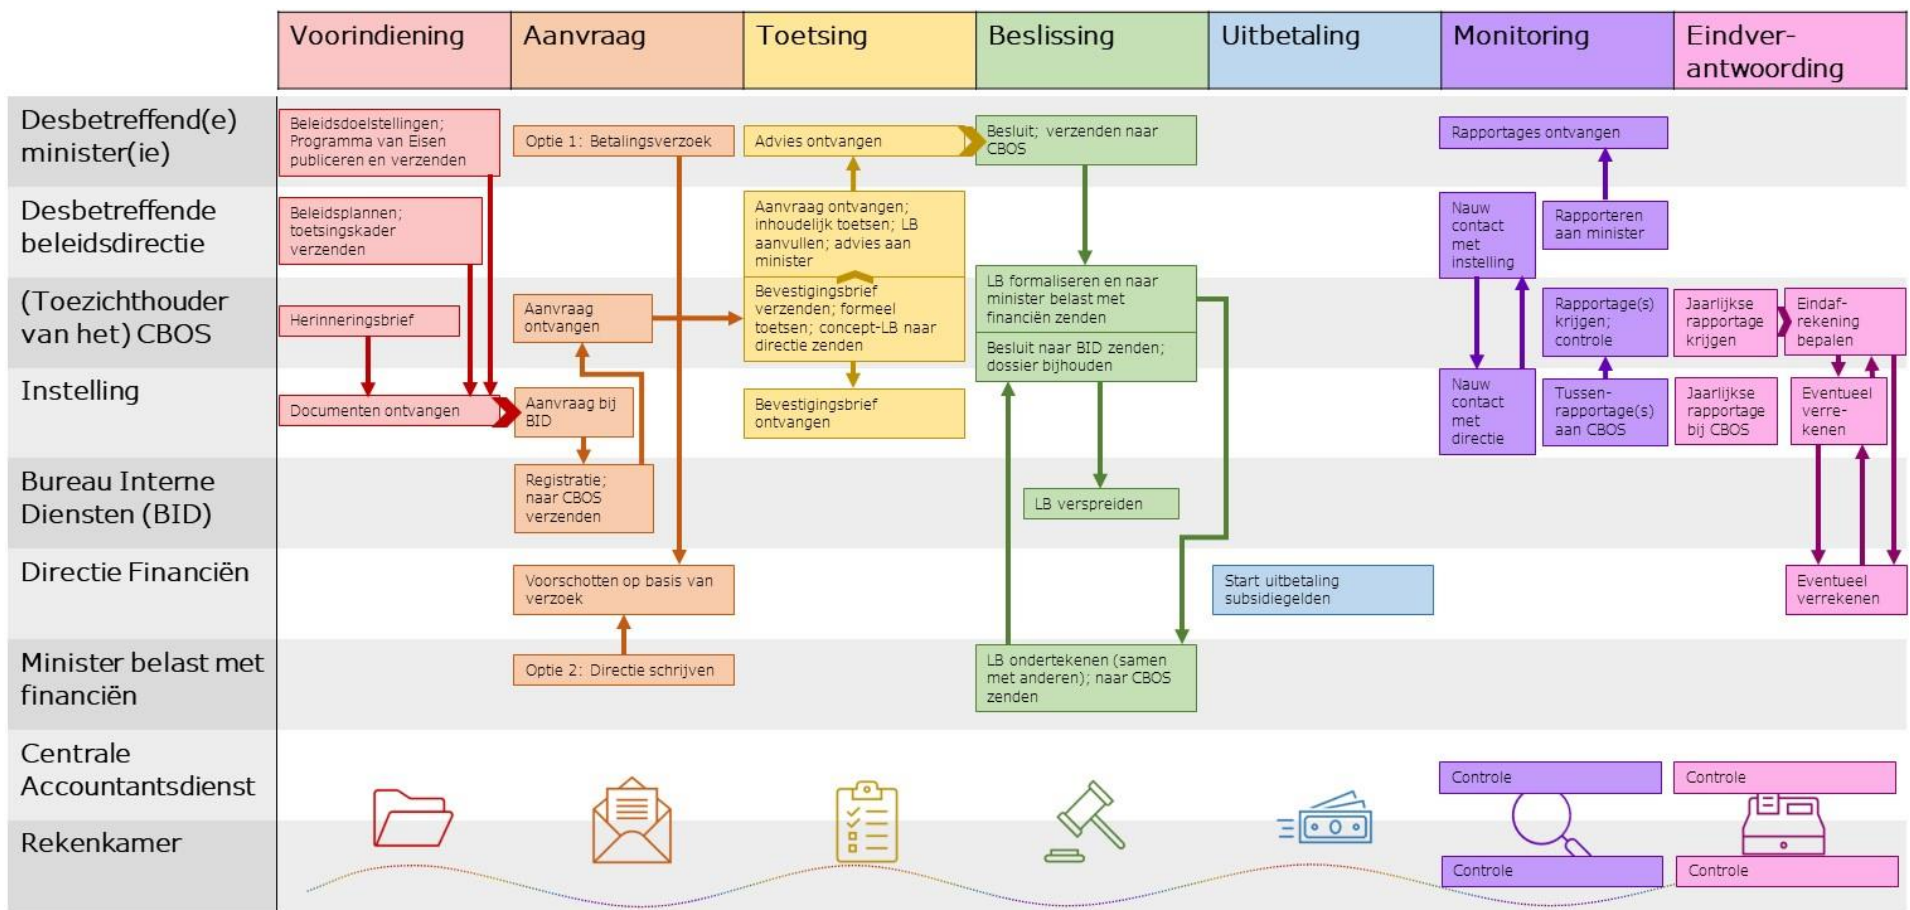 Voorindiening
Aanvraag
Toetsing
Beslissing
Uitbetaling
Monitoring
Eindver-
antwoording
Desbetreffend(e)
minister(ie)
Beleidsdoelstellingen;
Programma van Eisen
publiceren en verzenden
Optie 1: Betalingsverzoek
Advies ontvangen
Besluit; verzenden naar
CBOS
Rapportages ontvangen
Desbetreffende
beleidsdirectie
Beleidsplannen;
toetsingskader
verzenden
Aanvraag ontvangen;
inhoudelijk toetsen; LB
aanvullen; advies aan
minister
Nauw
contact
met
instelling
Rapporteren
aan minister
(Toezichthouder
van het) CBOS
Herinneringsbrief
Aanvraag
ontvangen
Bevestigingsbrief
verzenden; formeel
toetsen; concept-LB naar
directie zenden
LB formaliseren en naar
minister belast met
financiën zenden
Besluit naar BID zenden;
dossier bijhouden
Rapportage(s)
krijgen;
controle
Jaarlijkse
rapportage
krijgen
Eindaf-
rekening
bepalen
Instelling
Documenten ontvangen
Aanvraag bij
BID
Bevestigingsbrief
ontvangen
Nauw
contact
met
directie
Tussen-
rapportage(s)
aan CBOS
Jaarlijkse
rapportage
bij CBOS
Eventueel
verre-
kenen
Bureau Interne
Diensten (BID)
Registratie;
naar CBOS
verzenden
LB verspreiden
Directie Financiën
Voorschotten op basis van
verzoek
Start uitbetaling
subsidiegelden
Eventueel
verrekenen
Minister belast met
financiën
Optie 2: Directie schrijven
LB ondertekenen (samen
met anderen); naar CBOS
zenden
Centrale
Accountantsdienst
Controle
Controle
Rekenkamer
Controle
Controle